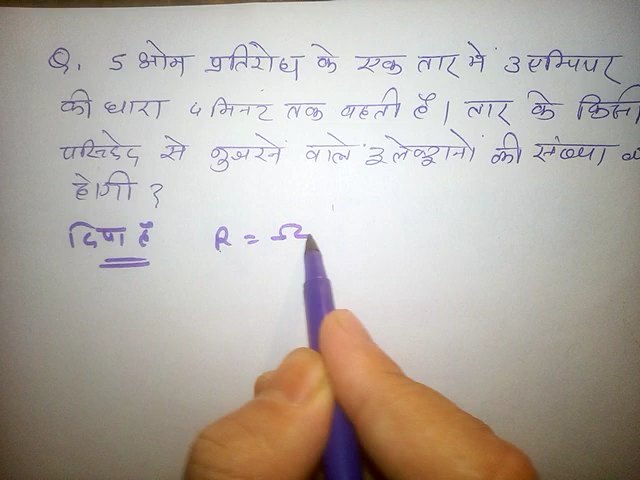 Q. 5 ओम प्रतिरोध के एक तार में 3 एम्पियर
की धारा 4 मिनट तक बहती है । तार के किसी
परिच्छेद से गुजरने वाले इलेक्ट्रानों की संख्या
होगी ?
दिया है R = Ω